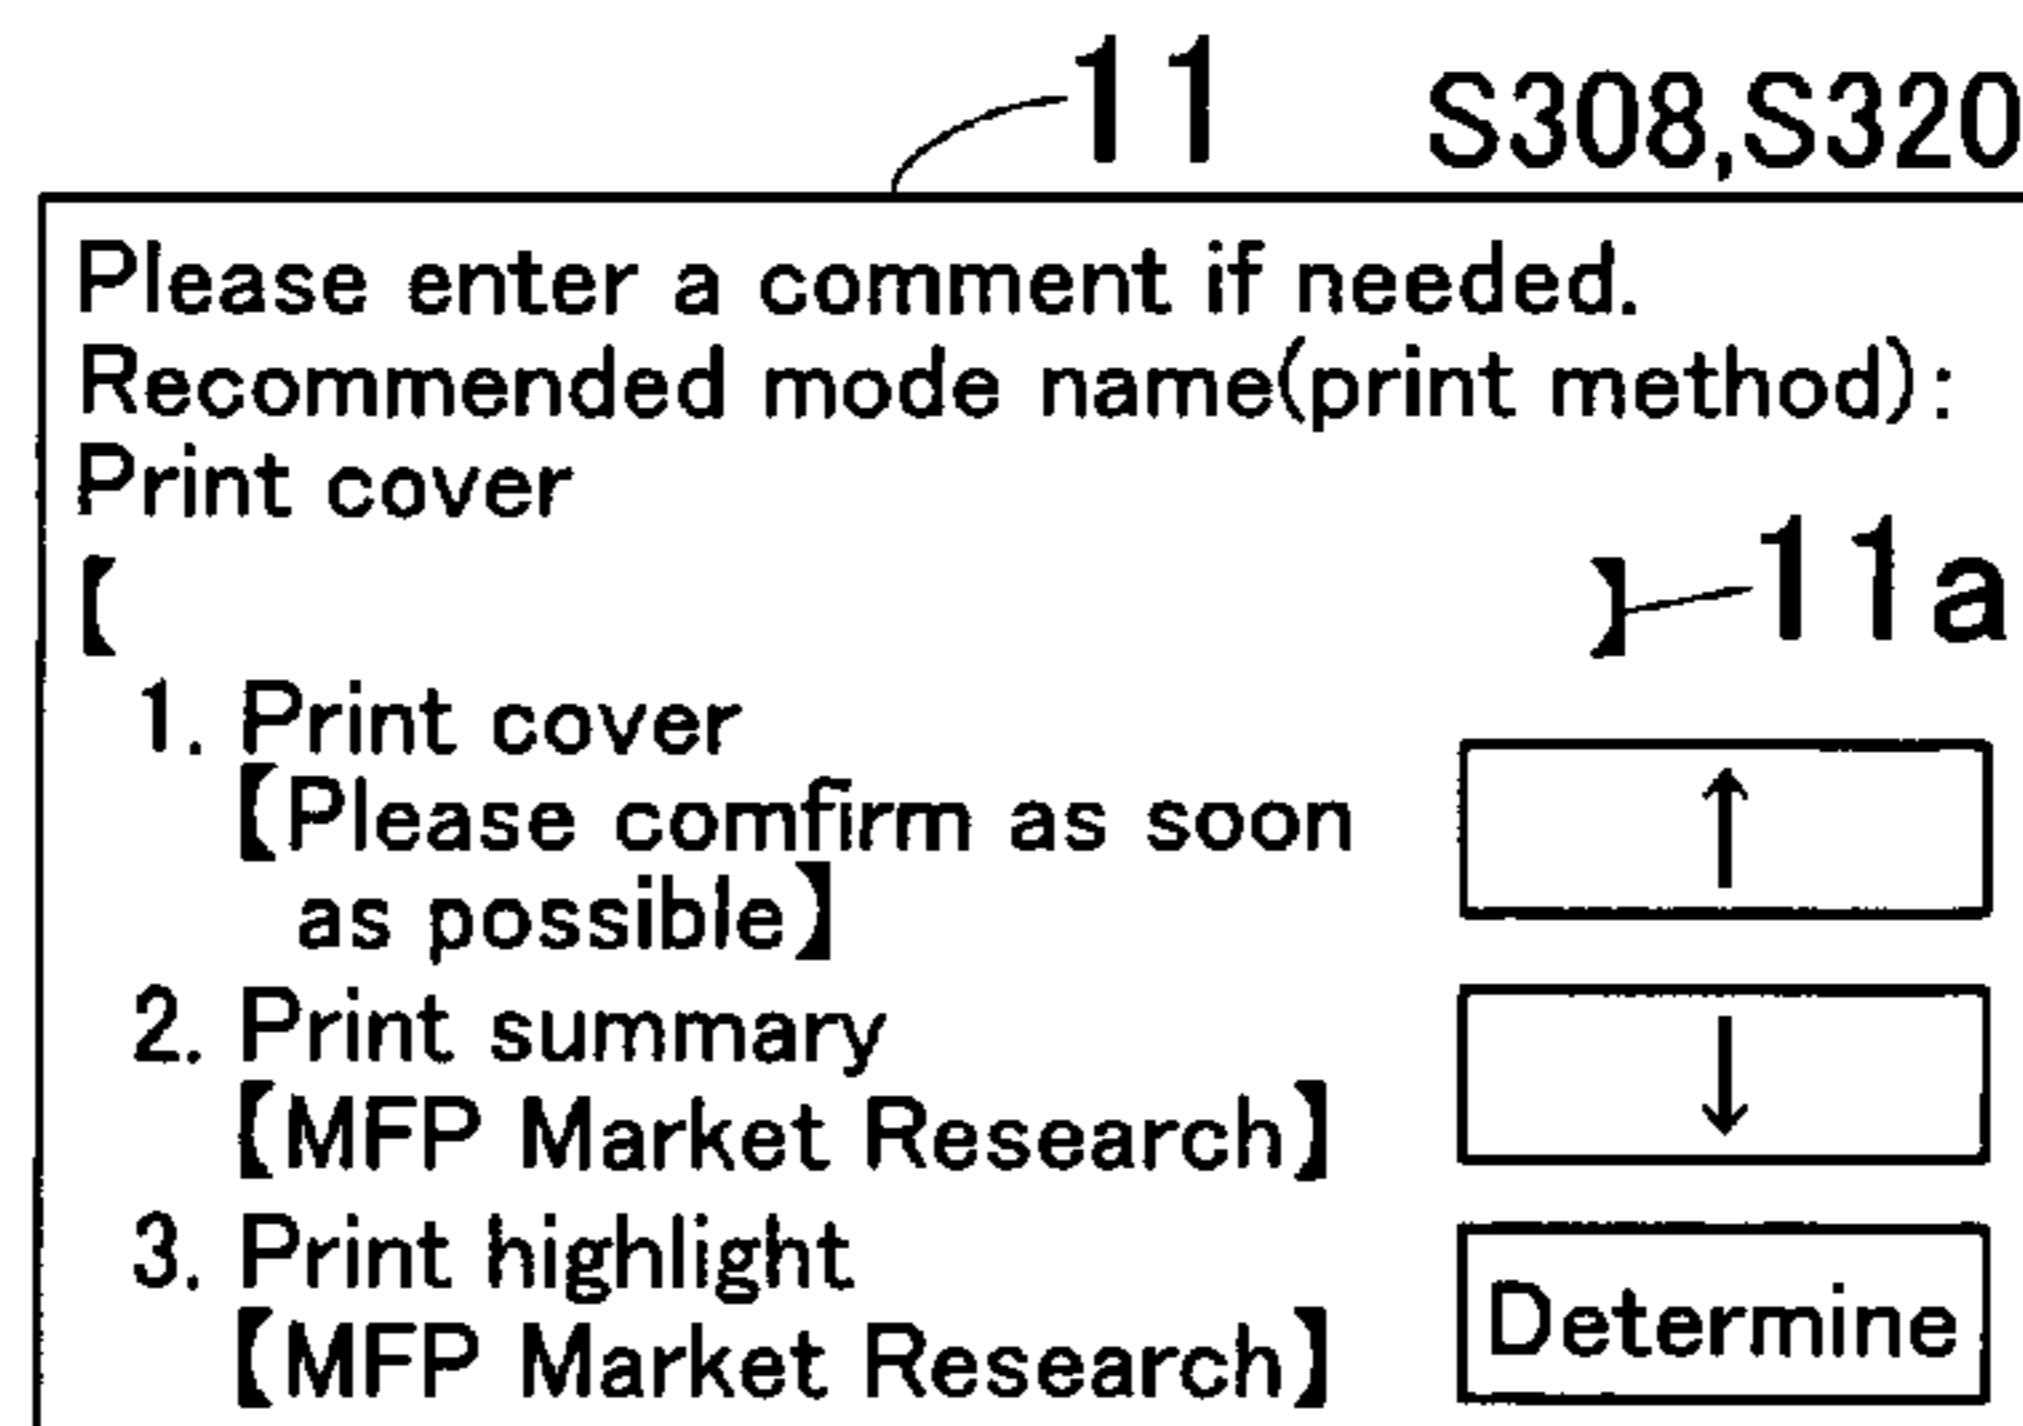 11 S308,S320
Please enter a comment if needed.
Recommended mode name(print method):
Print cover
【 】 11a
1. Print cover
【Please comfirm as soon
as possible】
↑
2. Print summary
【MFP Market Research】
↓
3. Print highlight
【MFP Market Research】
Determine